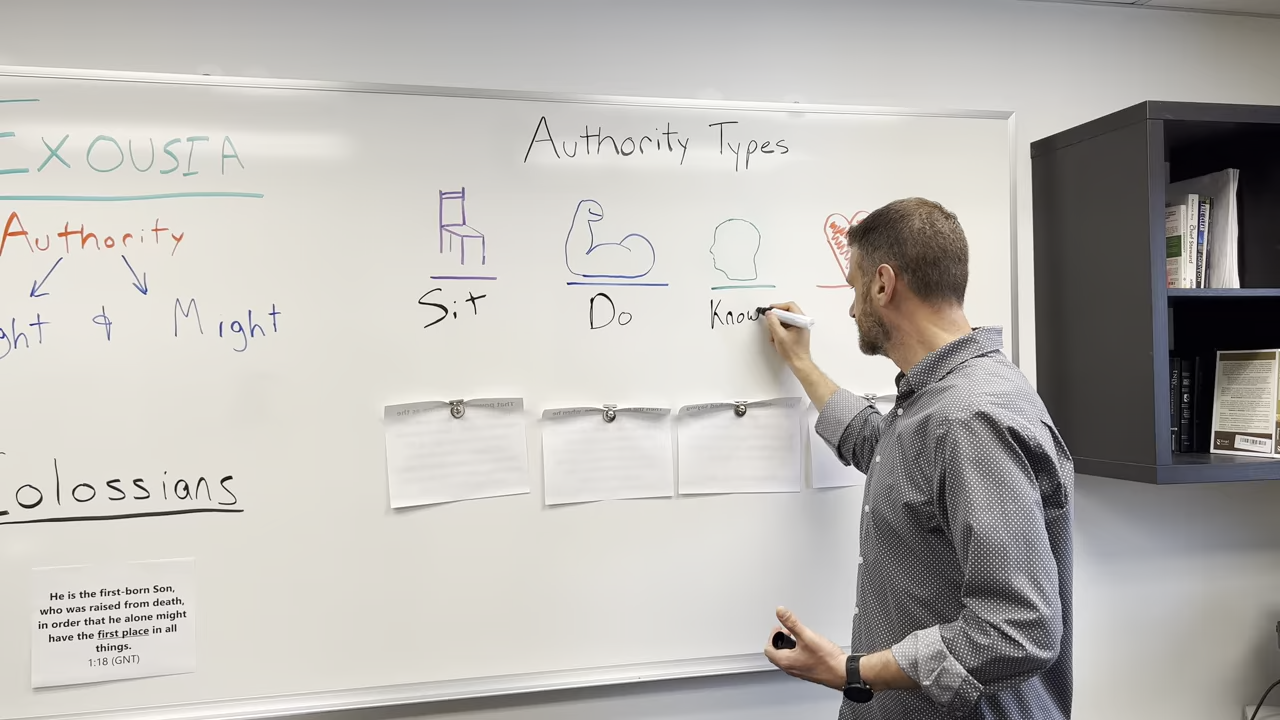 EXOUSIA
Authority
ght & Might
Colossians
He is the first-born Son,
who was raised from death,
in order that he alone might
have the first place in all
things.
1:18 (GNT)
Authority Types
Sit
Do
Know